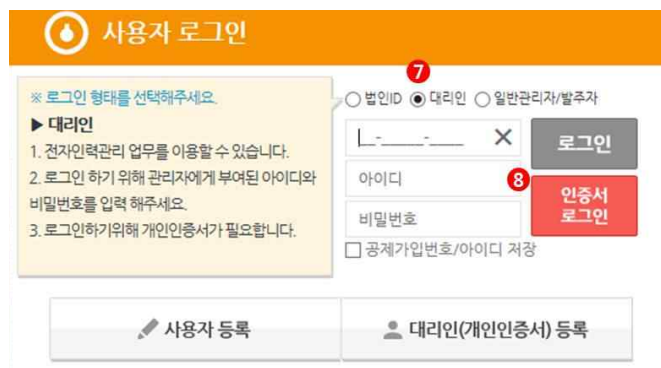 사용자 로그인
7
※ 로그인 형태를 선택해주세요.
▶ 대리인
1. 전자인력관리 업무를 이용할 수 있습니다.
2. 로그인 하기 위해 관리자에게 부여된 아이디와
비밀번호를 입력 해주세요.
3. 로그인하기위해 개인인증서가 필요합니다.
법인ID 대리인 일반관리자/발주자
|__-_____-____ ✕
로그인
아이디
8
인증서
로그인
비밀번호
공제가입번호/아이디 저장
사용자 등록
대리인(개인인증서) 등록